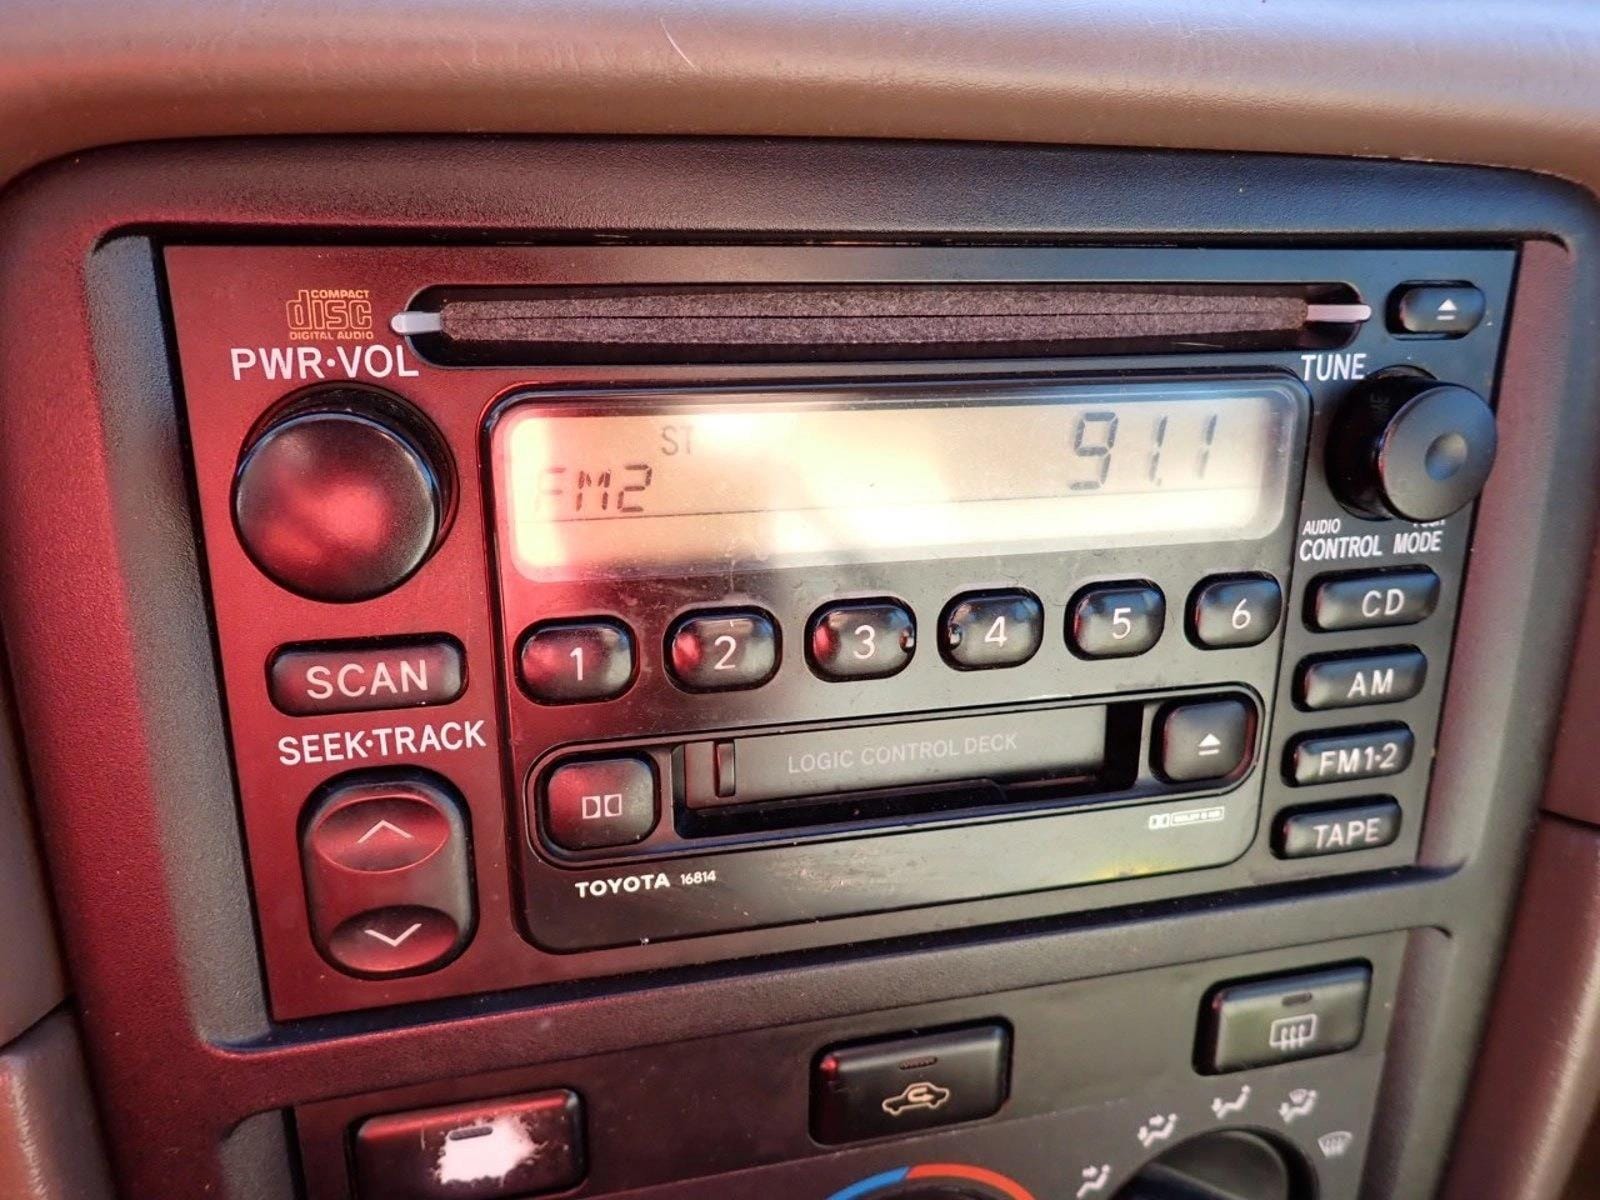 COMPACT
disc
DIGITAL AUDIO
PWR·VOL
TUNE
ST
FM2
91.1
AUDIO
CONTROL MODE
1 2 3 4 5 6
CD
SCAN
AM
SEEK·TRACK
LOGIC CONTROL DECK
FM1·2
TAPE
TOYOTA 16814